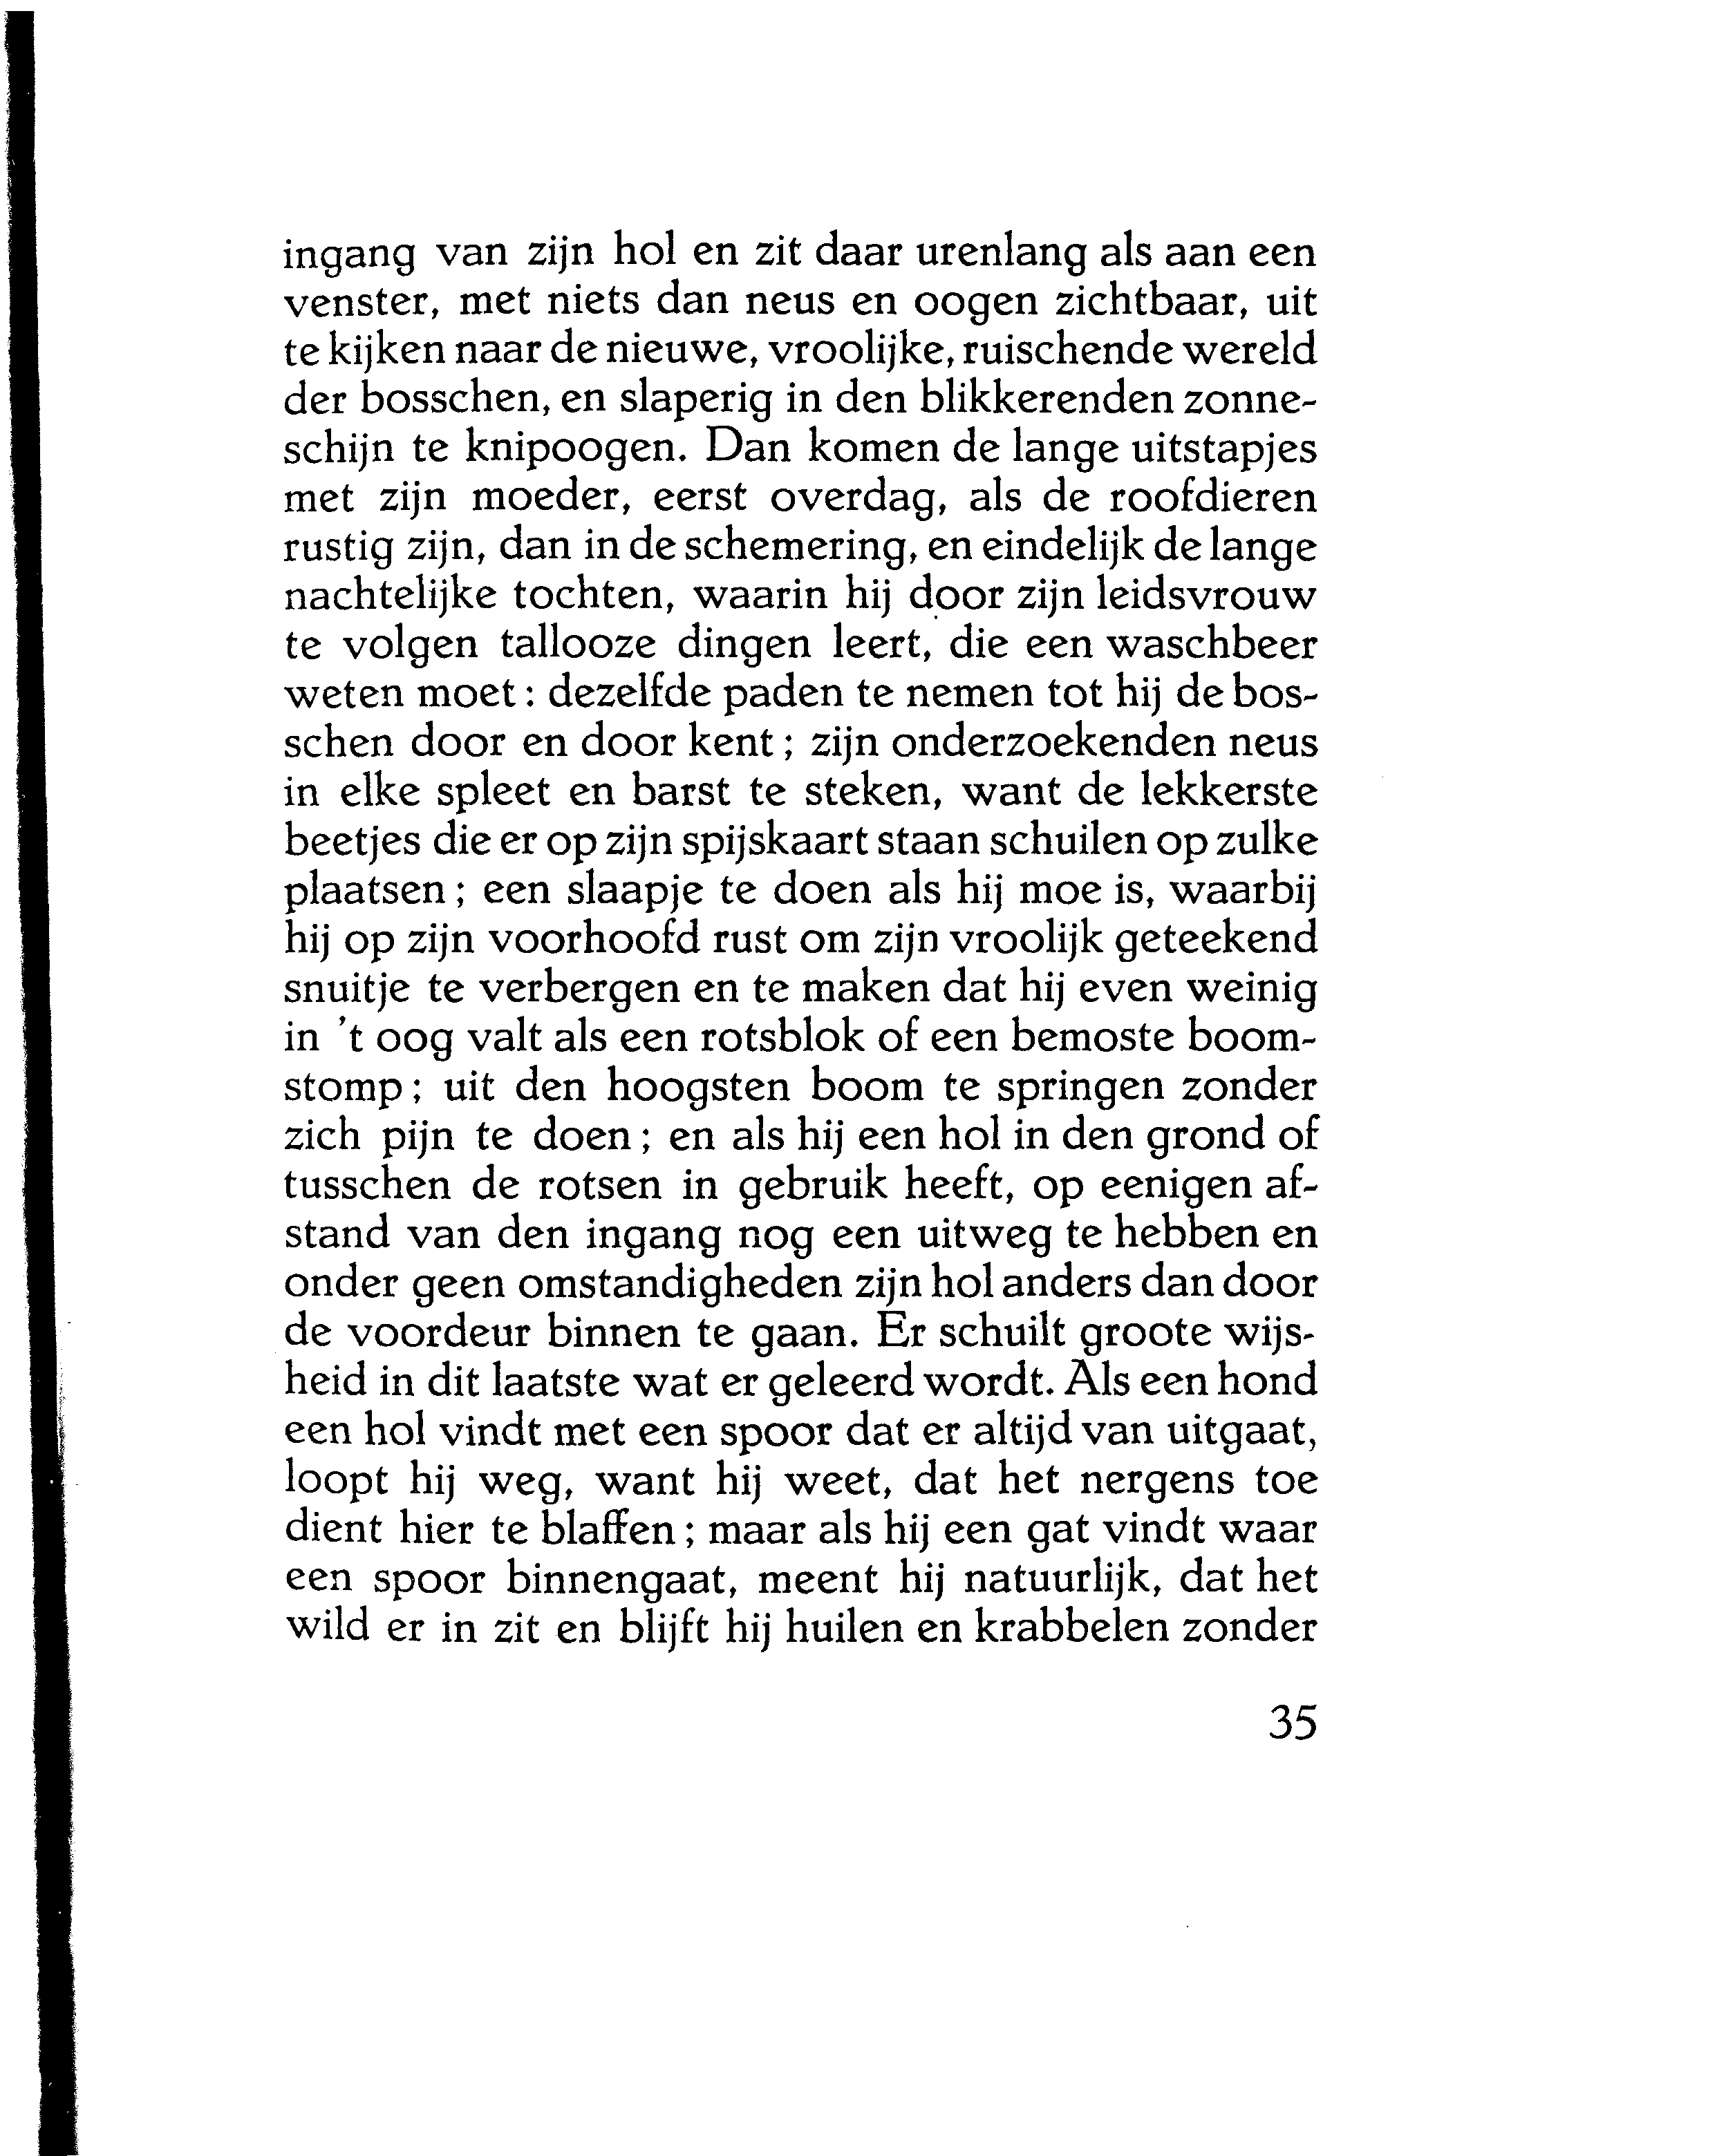 ingang van zijn hol en zit daar urenlang als aan een
venster, met niets dan neus en oogen zichtbaar, uit
te kijken naar de nieuwe, vroolijke, ruischende wereld
der bosschen, en slaperig in den blikkerenden zonne-
schijn te knipoogen. Dan komen de lange uitstapjes
met zijn moeder, eerst overdag, als de roofdieren
rustig zijn, dan in de schemering, en eindelijk de lange
nachtelijke tochten, waarin hij door zijn leidsvrouw
te volgen tallooze dingen leert, die een waschbeer
weten moet : dezelfde paden te nemen tot hij de bos-
schen door en door kent ; zijn onderzoekenden neus
in elke spleet en barst te steken, want de lekkerste
beetjes die er op zijn spijskaart staan schuilen op zulke
plaatsen ; een slaapje te doen als hij moe is, waarbij
hij op zijn voorhoofd rust om zijn vroolijk geteekend
snuitje te verbergen en te maken dat hij even weinig
in 't oog valt als een rotsblok of een bemoste boom-
stomp ; uit den hoogsten boom te springen zonder
zich pijn te doen ; en als hij een hol in den grond of
tusschen de rotsen in gebruik heeft, op eenigen af-
stand van den ingang nog een uitweg te hebben en
onder geen omstandigheden zijn hol anders dan door
de voordeur binnen te gaan. Er schuilt groote wijs-
heid in dit laatste wat er geleerd wordt. Als een hond
een hol vindt met een spoor dat er altijd van uitgaat,
loopt hij weg, want hij weet, dat het nergens toe
dient hier te blaffen ; maar als hij een gat vindt waar
een spoor binnengaat, meent hij natuurlijk, dat het
wild er in zit en blijft hij huilen en krabbelen zonder
35